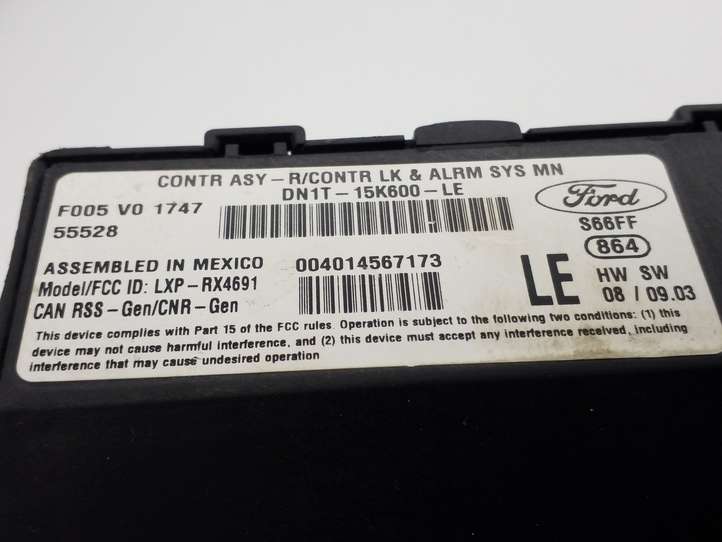 CONTR ASY-R/CONTR LK & ALRM SYS MN
DN1T-15K600-LE
F005 V0 1747
55528
Ford
S66FF
864
ASSEMBLED IN MEXICO
004014567173
Model/FCC ID: LXP-RX4691
CAN RSS-Gen/CNR-Gen
LE
HW SW
08 / 09.03
This device complies with Part 15 of the FCC rules. Operation is subject to the following two conditions: (1) this
device may not cause harmful interference, and (2) this device must accept any interference received, including
interference that may cause undesired operation